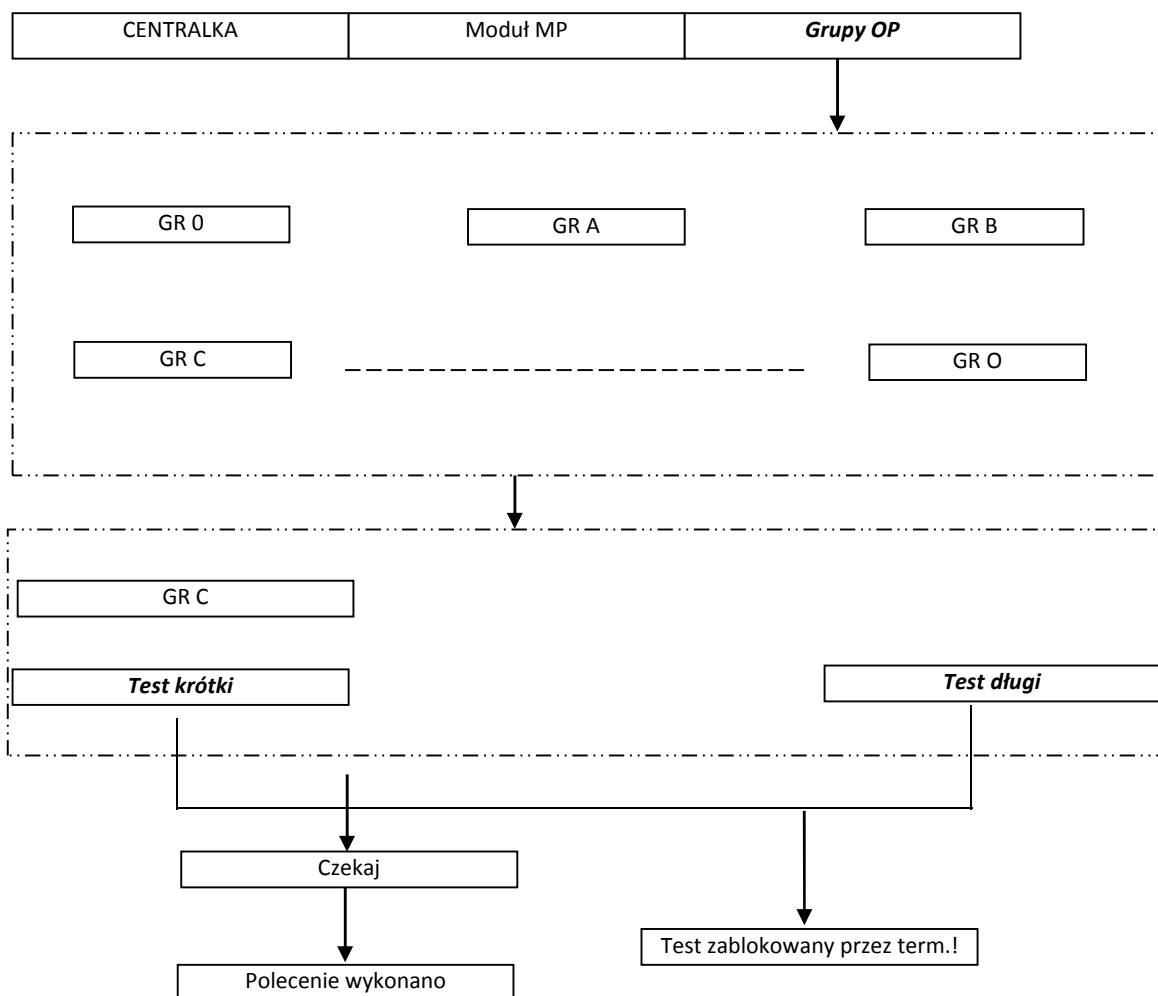 CENTRALKA Moduł MP Grupy OP
GR 0 GR A GR B
GR C GR O
GR C
Test krótki Test długi
Czekaj
Test zablokowany przez term.!
Polecenie wykonano